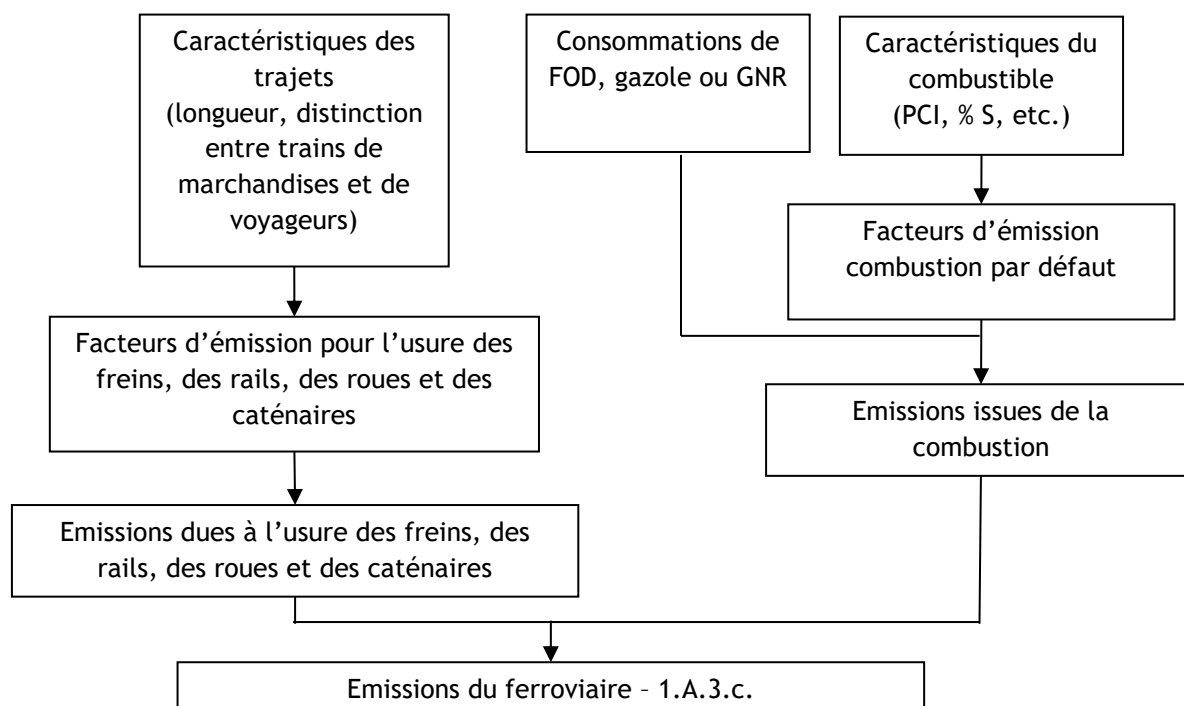 Caractéristiques des
trajets
(longueur, distinction
entre trains de
marchandises et de
voyageurs)
Consommations de
FOD, gazole ou GNR
Caractéristiques du
combustible
(PCI, % S, etc.)
Facteurs d’émission
combustion par défaut
Facteurs d’émission pour l’usure des
freins, des rails, des roues et des
caténaires
Emissions issues de la
combustion
Emissions dues à l’usure des freins, des
rails, des roues et des caténaires
Emissions du ferroviaire – 1.A.3.c.